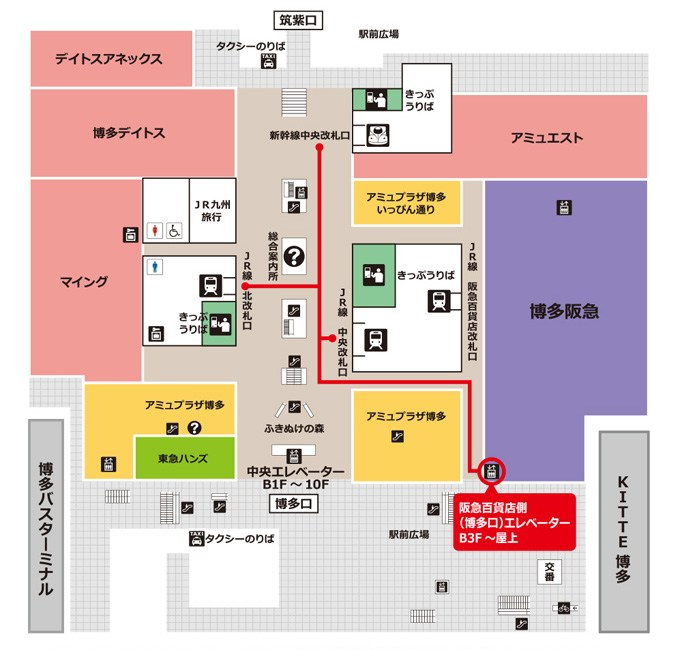 筑紫口
駅前広場
タクシーのりば
TAXI
デイトスアネックス
きっぷ
うりば
博多デイトス
新幹線中央改札口
アミュエスト
JR九州
旅行
アミュプラザ博多
いっぴん通り
総合案内所
?
マイング
JR線 北改札口
きっぷ
うりば
きっぷうりば
JR線 中央改札口
JR線 阪急百貨店改札口
博多阪急
アミュプラザ博多
?
東急ハンズ
ふきぬけの森
アミュプラザ博多
中央エレベーター
B1F～10F
博多口
阪急百貨店側
(博多口)エレベーター
B3F～屋上
博多バスターミナル
KITTE 博多
TAXI
タクシーのりば
駅前広場
交番